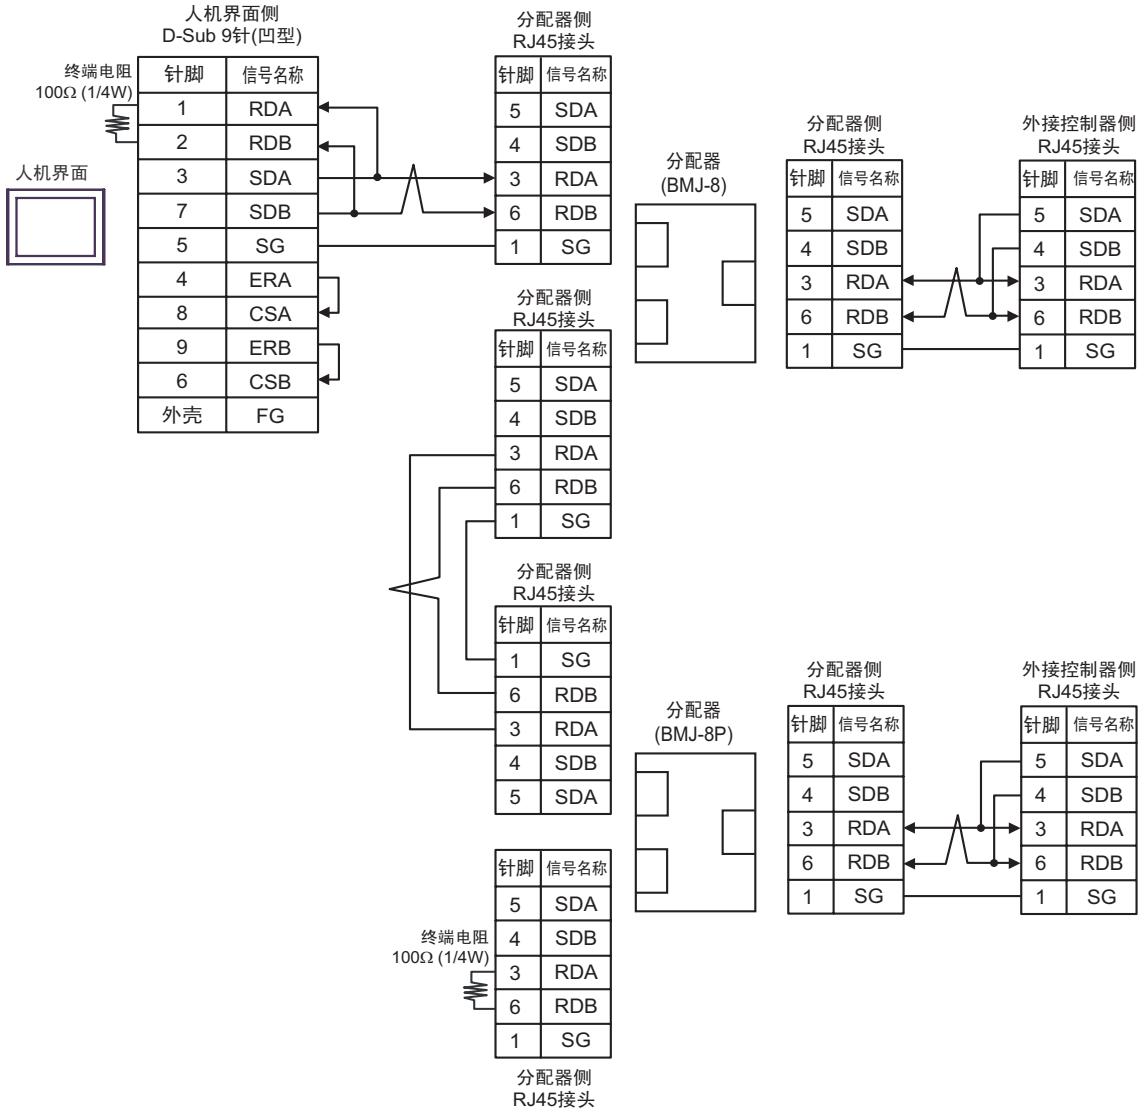 人机界面侧
D-Sub 9针(凹型)
终端电阻
100Ω (1/4W)
针脚 信号名称
1 RDA
2 RDB
3 SDA
7 SDB
5 SG
4 ERA
8 CSA
9 ERB
6 CSB
外壳 FG
人机界面
分配器侧
RJ45接头
针脚 信号名称
5 SDA
4 SDB
3 RDA
6 RDB
1 SG
分配器
(BMJ-8)
分配器侧
RJ45接头
针脚 信号名称
5 SDA
4 SDB
3 RDA
6 RDB
1 SG
外接控制器侧
RJ45接头
针脚 信号名称
5 SDA
4 SDB
3 RDA
6 RDB
1 SG
分配器侧
RJ45接头
针脚 信号名称
5 SDA
4 SDB
3 RDA
6 RDB
1 SG
分配器侧
RJ45接头
针脚 信号名称
1 SG
6 RDB
3 RDA
4 SDB
5 SDA
分配器
(BMJ-8P)
分配器侧
RJ45接头
针脚 信号名称
5 SDA
4 SDB
3 RDA
6 RDB
1 SG
外接控制器侧
RJ45接头
针脚 信号名称
5 SDA
4 SDB
3 RDA
6 RDB
1 SG
针脚 信号名称
5 SDA
4 SDB
3 RDA
6 RDB
1 SG
终端电阻
100Ω (1/4W)
分配器侧
RJ45接头